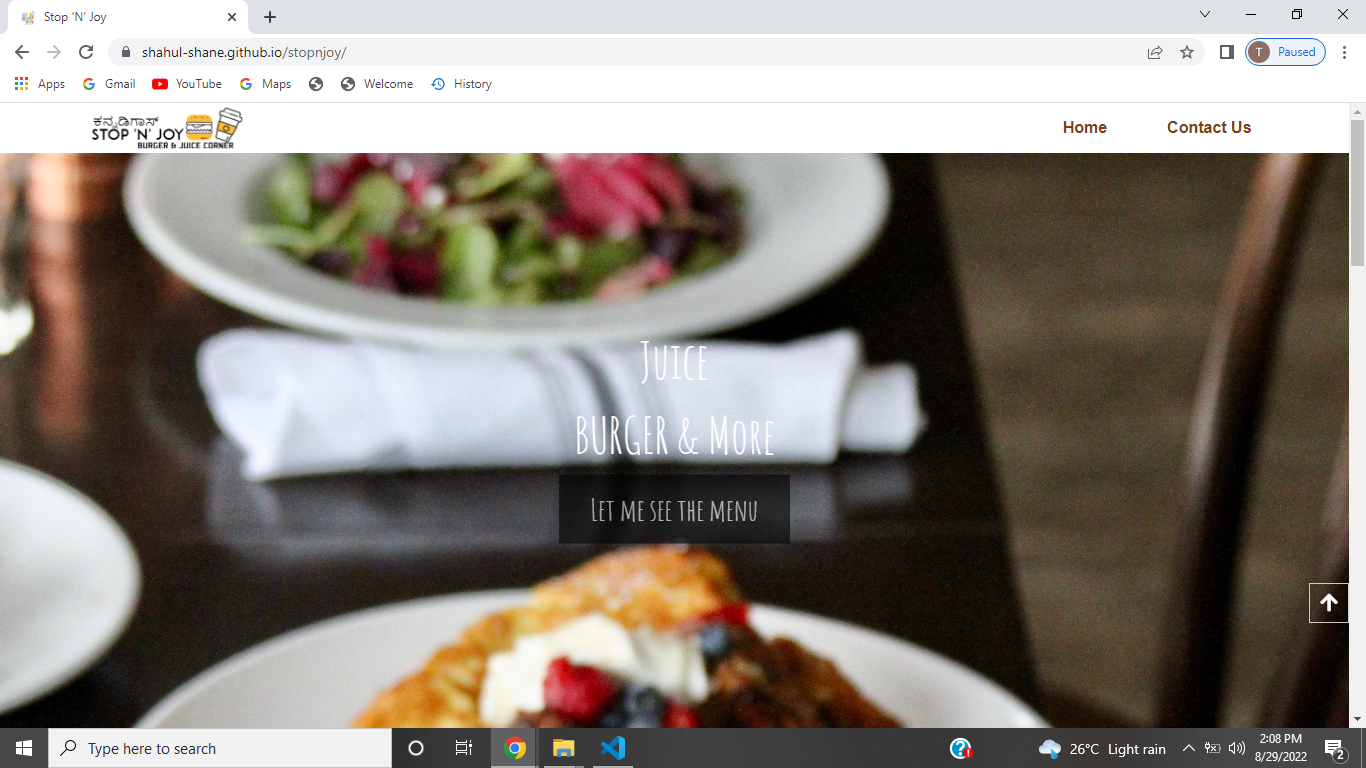 Stop 'N' Joy
shahul-shane.github.io/stopnjoy/
T Paused
Apps Gmail YouTube Maps Welcome History
ಕನ್ನಡಿಗಾಸ್
STOP 'N' JOY
BURGER & JUICE CORNER
Home Contact Us
Juice
BURGER & More
Let me see the menu
Type here to search
26°C Light rain
2:08 PM
8/29/2022
2